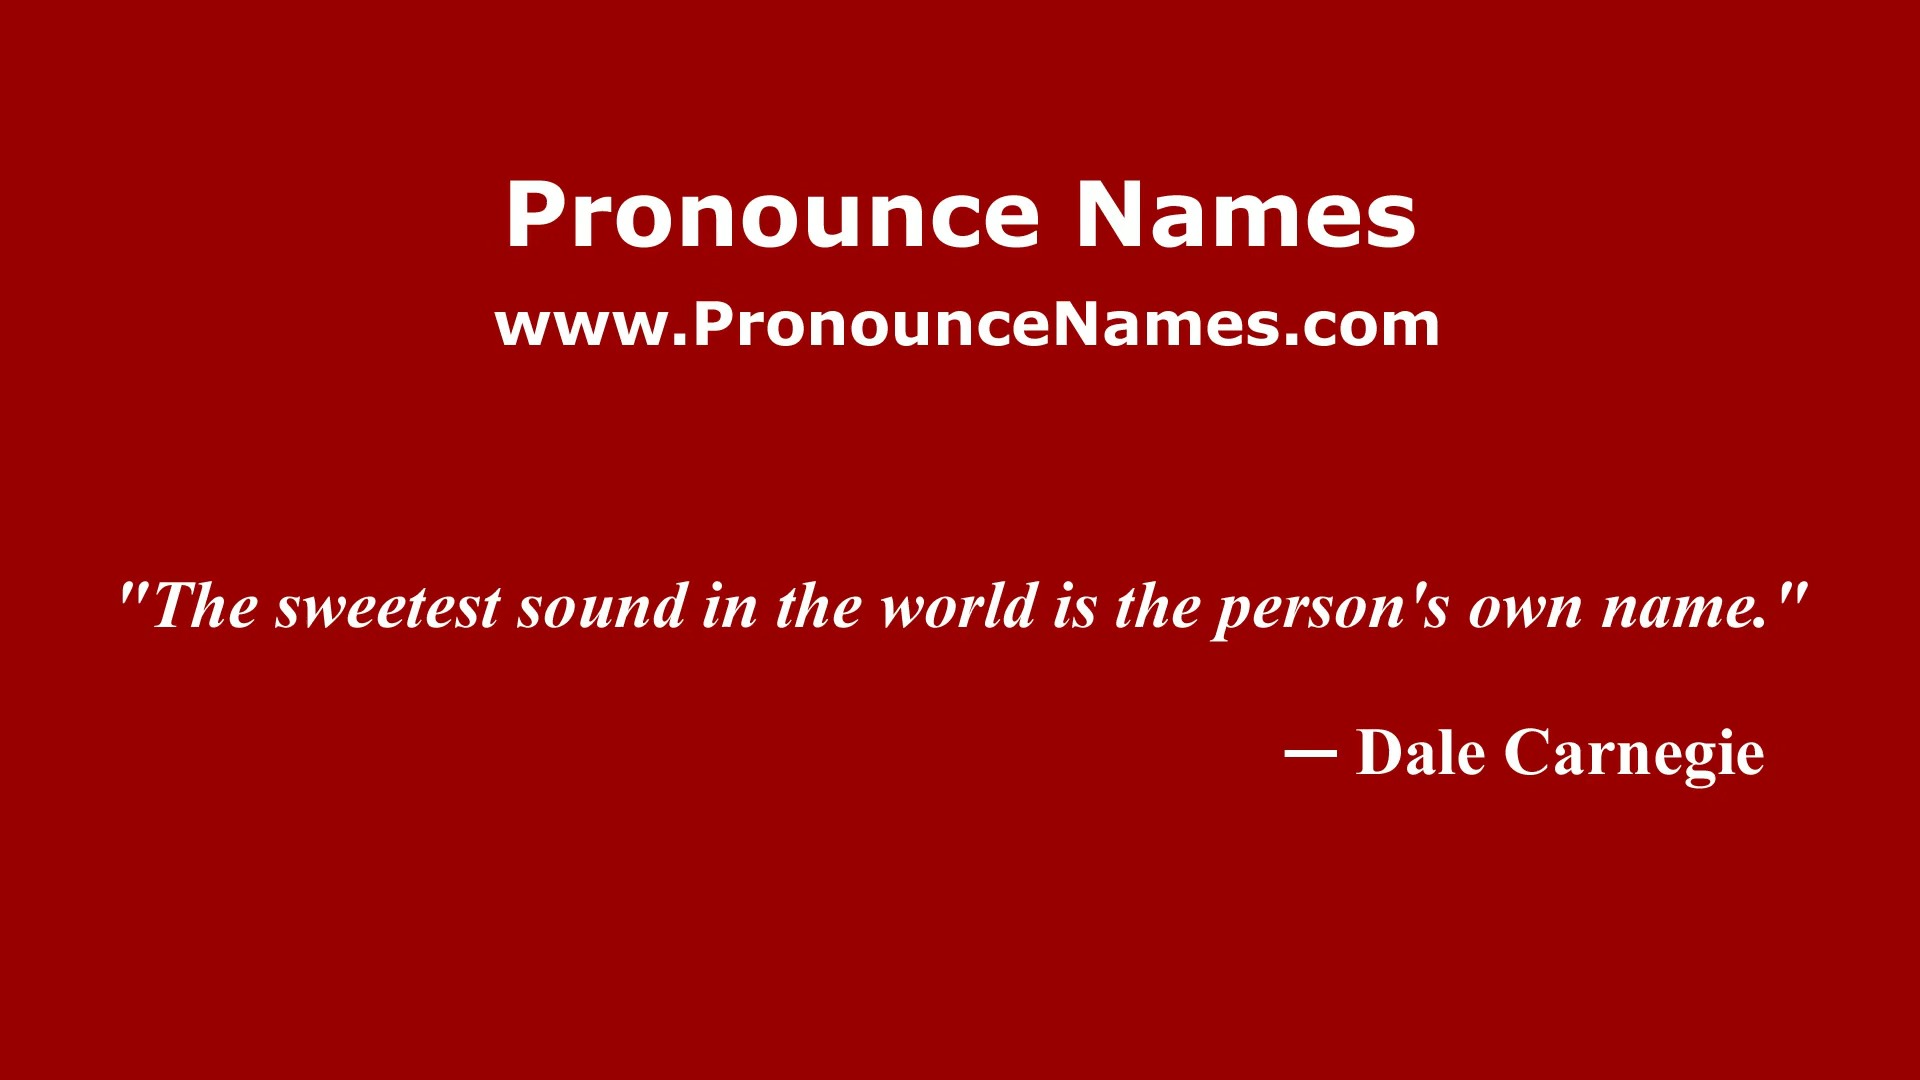 Pronounce Names
www.PronounceNames.com
"The sweetest sound in the world is the person's own name."
— Dale Carnegie